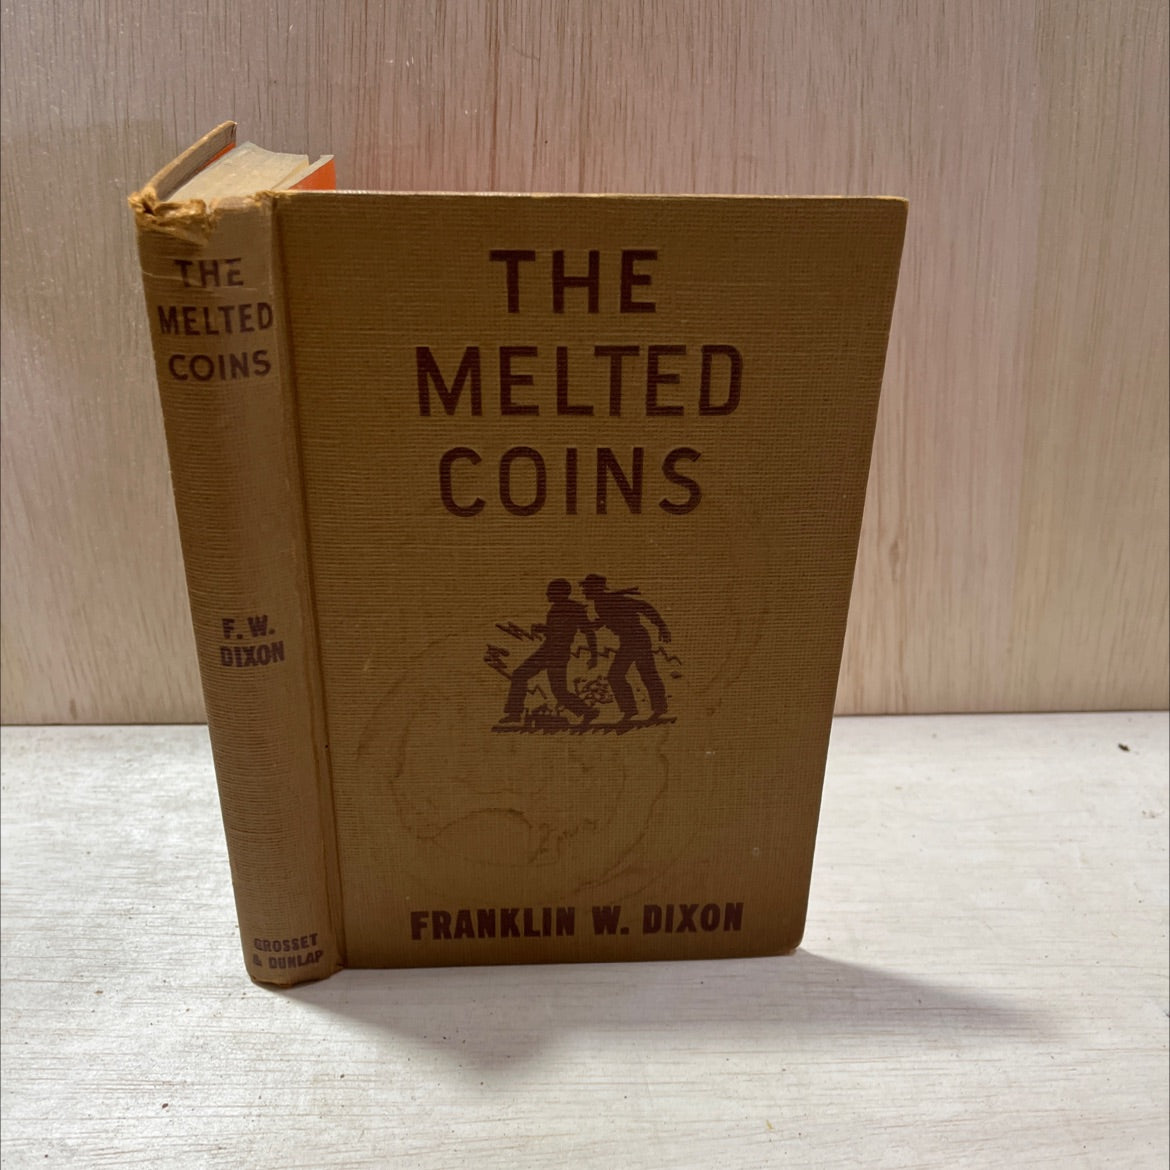 THE
MELTED
COINS
F. W.
DIXON
GROSSET
& DUNLAP
THE
MELTED
COINS
FRANKLIN W. DIXON